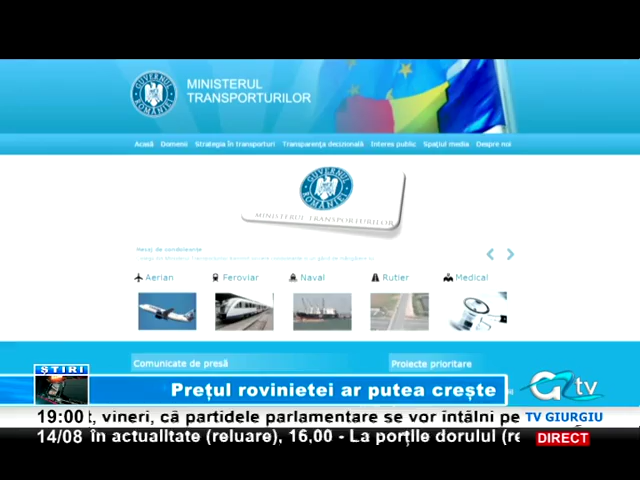 GUVERNUL ROMÂNIEI
MINISTERUL
TRANSPORTURILOR
Acasă Domenii Strategia în transporturi Transparența decizională Interes public Spațiul media Despre noi
GUVERNUL ROMÂNIEI
MINISTERUL TRANSPORTURILOR
Mesaj de condoleanțe
Aerian Feroviar Naval Rutier Medical
Comunicate de presă Proiecte prioritare
ȘTIRI
Prețul rovinietei ar putea crește
GZtv
19:00 t, vineri, că partidele parlamentare se vor întâlni pe
TV GIURGIU
14/08 în actualitate (reluare), 16,00 - La porțile dorului (re
DIRECT